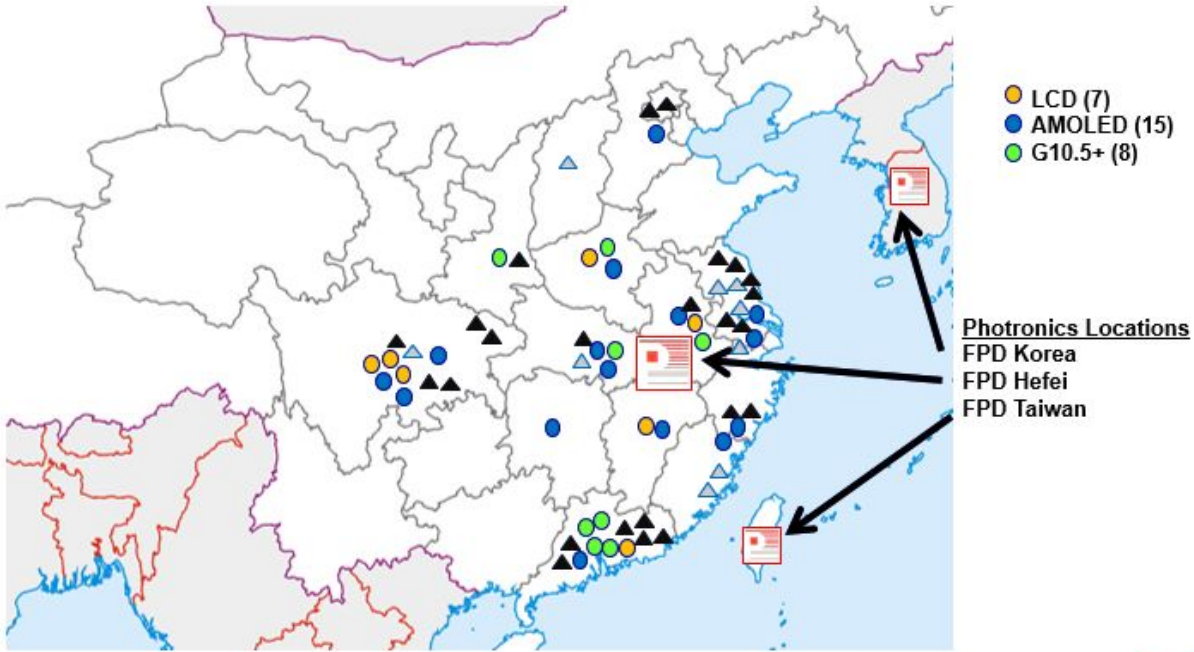 LCD (7)
AMOLED (15)
G10.5+ (8)
Photronics Locations
FPD Korea
FPD Hefei
FPD Taiwan